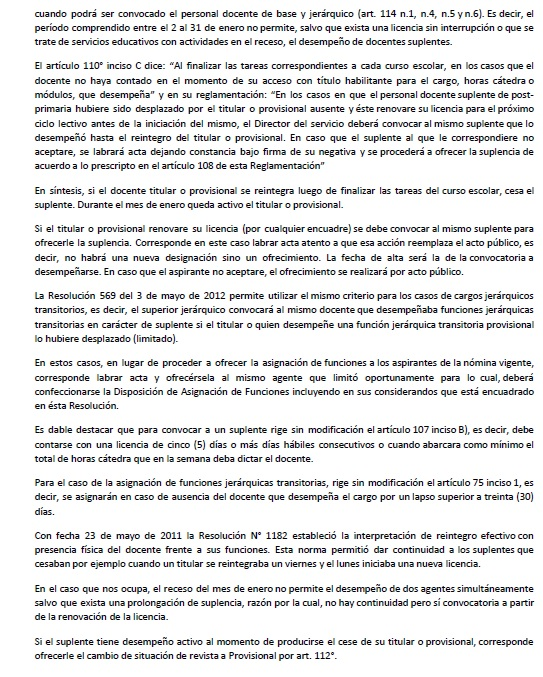 cuando podrá ser convocado el personal docente de base y jerárquico (art. 114 n.1, n.4, n.5 y n.6). Es decir, el
período comprendido entre el 2 al 31 de enero no permite, salvo que exista una licencia sin interrupción o que se
trate de servicios educativos con actividades en el receso, el desempeño de docentes suplentes.
El artículo 110° inciso C dice: "Al finalizar las tareas correspondientes a cada curso escolar, en los casos que el
docente no haya contado en el momento de su acceso con título habilitante para el cargo, horas cátedra o
módulos, que desempeña" y en su reglamentación: "En los casos en que el personal docente suplente de post-
primaria hubiere sido desplazado por el titular o provisional ausente y éste renovare su licencia para el próximo
ciclo lectivo antes de la iniciación del mismo, el Director del servicio deberá convocar al mismo suplente que lo
desempeñó hasta el reintegro del titular o provisional. En caso que el suplente al que le correspondiere no
aceptare, se labrará acta dejando constancia bajo firma de su negativa y se procederá a ofrecer la suplencia de
acuerdo a lo prescripto en el artículo 108 de esta Reglamentación"
En síntesis, si el docente titular o provisional se reintegra luego de finalizar las tareas del curso escolar, cesa el
suplente. Durante el mes de enero queda activo el titular o provisional.
Si el titular o provisional renovare su licencia (por cualquier encuadre) se debe convocar al mismo suplente para
ofrecerle la suplencia. Corresponde en este caso labrar acta atento a que esa acción reemplaza el acto público, es
decir, no habrá una nueva designación sino un ofrecimiento. La fecha de alta será la de la convocatoria a
desempeñarse. En caso que el aspirante no aceptare, el ofrecimiento se realizará por acto público.
La Resolución 569 del 3 de mayo de 2012 permite utilizar el mismo criterio para los casos de cargos jerárquicos
transitorios, es decir, el superior jerárquico convocará al mismo docente que desempeñaba funciones jerárquicas
transitorias en carácter de suplente si el titular o quien desempeñe una función jerárquica transitoria provisional
lo hubiere desplazado (limitado).
En estos casos, en lugar de proceder a ofrecer la asignación de funciones a los aspirantes de la nómina vigente,
corresponde labrar acta y ofrecérsela al mismo agente que limitó oportunamente para lo cual, deberá
confeccionarse la Disposición de Asignación de Funciones incluyendo en sus considerandos que está encuadrado
en ésta Resolución.
Es dable destacar que para convocar a un suplente rige sin modificación el artículo 107 inciso B), es decir, debe
contarse con una licencia de cinco (5) días o más días hábiles consecutivos o cuando abarcara como mínimo el
total de horas cátedra que en la semana deba dictar el docente.
Para el caso de la asignación de funciones jerárquicas transitorias, rige sin modificación el artículo 75 inciso 1, es
decir, se asignarán en caso de ausencia del docente que desempeña el cargo por un lapso superior a treinta (30)
días.
Con fecha 23 de mayo de 2011 la Resolución N° 1182 estableció la interpretación de reintegro efectivo con
presencia física del docente frente a sus funciones. Esta norma permitió dar continuidad a los suplentes que
cesaban por ejemplo cuando un titular se reintegraba un viernes y el lunes iniciaba una nueva licencia.
En el caso que nos ocupa, el receso del mes de enero no permite el desempeño de dos agentes simultáneamente
salvo que exista una prolongación de suplencia, razón por la cual, no hay continuidad pero sí convocatoria a partir
de la renovación de la licencia.
Si el suplente tiene desempeño activo al momento de producirse el cese de su titular o provisional, corresponde
ofrecerle el cambio de situación de revista a Provisional por art. 112°.